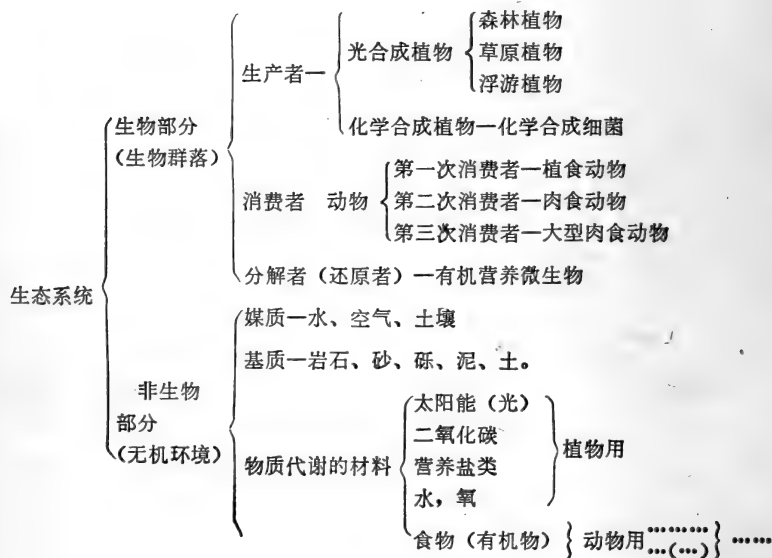 森林植物
光合成植物
草原植物
生产者—
浮游植物
生物部分
化学合成植物—化学合成细菌
(生物群落)
第一次消费者—植食动物
消费者 动物
第二次消费者—肉食动物
第三次消费者—大型肉食动物
分解者(还原者)—有机营养微生物
生态系统
媒质—水、空气、土壤
基质—岩石、砂、砾、泥、土。
非生物
部分
(无机环境)
太阳能(光)
二氧化碳
植物用
物质代谢的材料
营养盐类
水,氧
食物(有机物) 动物用………
…(…) ……